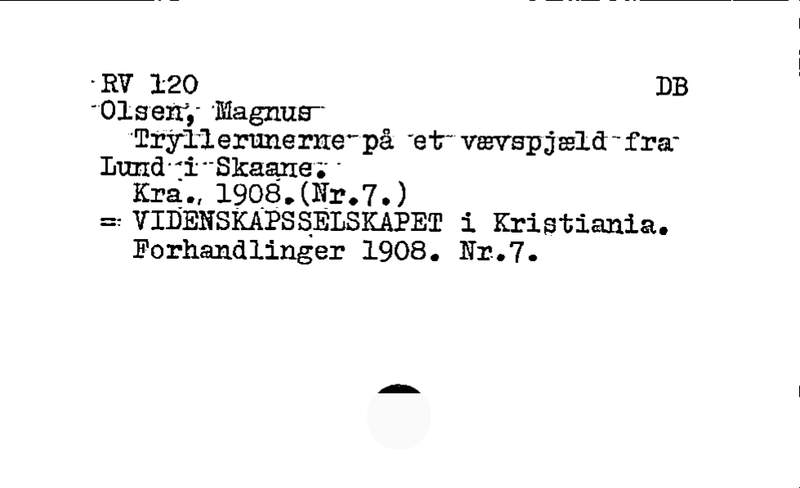 RV 120 DB
Olsen, Magnus
Tryllerunerne på et vævspjæld fra
Lund i Skaane.
Kra., 1908.(Nr.7.)
= VIDENSKAPSSELSKAPET i Kristiania.
Forhandlinger 1908. Nr.7.